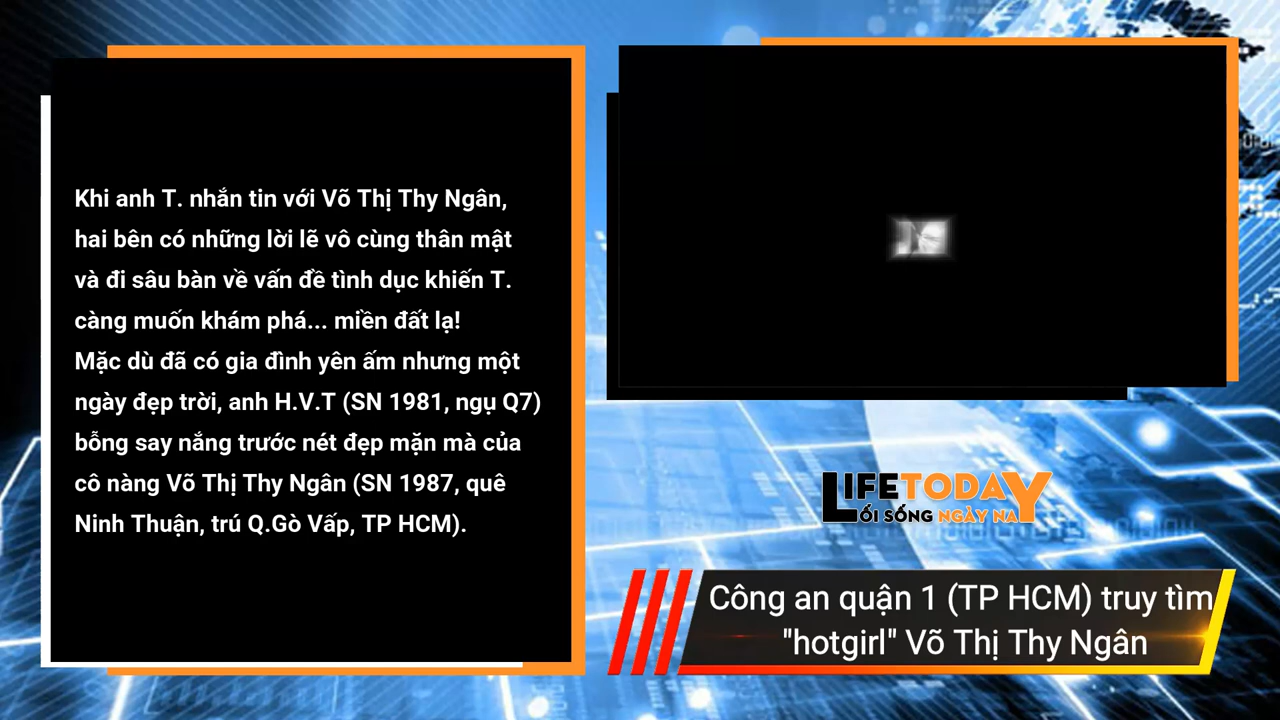 Khi anh T. nhắn tin với Võ Thị Thy Ngân,
hai bên có những lời lẽ vô cùng thân mật
và đi sâu bàn về vấn đề tình dục khiến T.
càng muốn khám phá... miền đất lạ!
Mặc dù đã có gia đình yên ấm nhưng một
ngày đẹp trời, anh H.V.T (SN 1981, ngụ Q7)
bỗng say nắng trước nét đẹp mặn mà của
cô nàng Võ Thị Thy Ngân (SN 1987, quê
Ninh Thuận, trú Q.Gò Vấp, TP HCM).
LIFETODAY
LỐI SỐNG NGÀY NAY
Công an quận 1 (TP HCM) truy tìm
"hotgirl" Võ Thị Thy Ngân